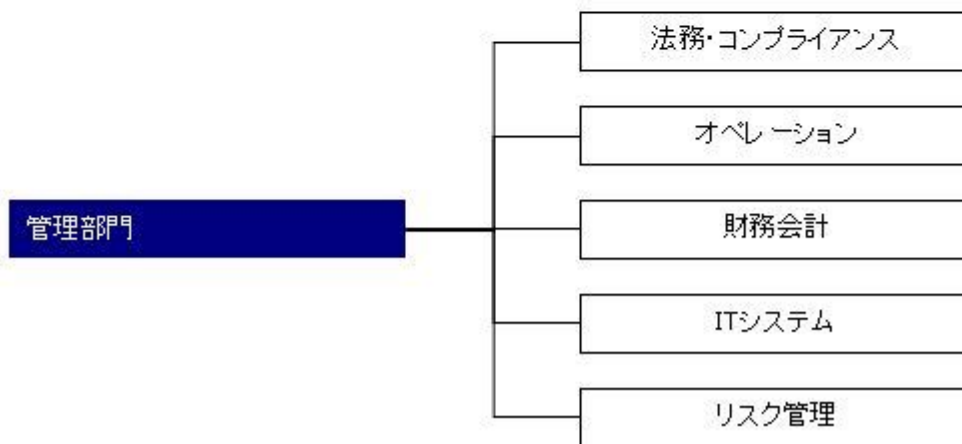 法務・コンプライアンス
オペレーション
管理部門
財務会計
ITシステム
リスク管理